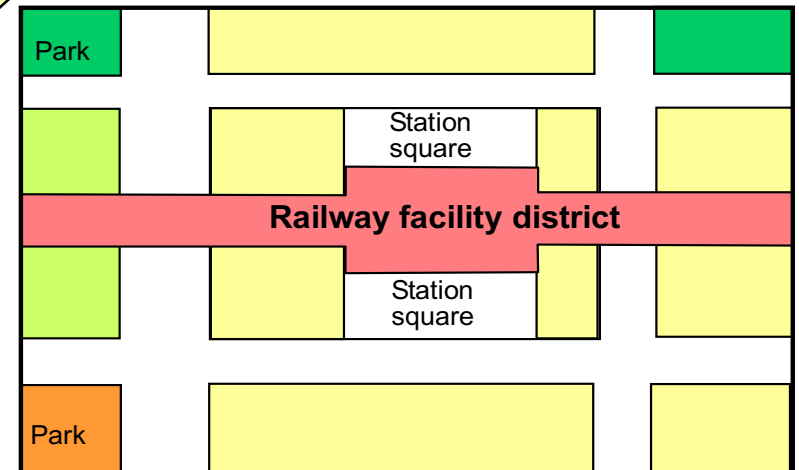 Park
Station
square
Railway facility district
Station
square
Park